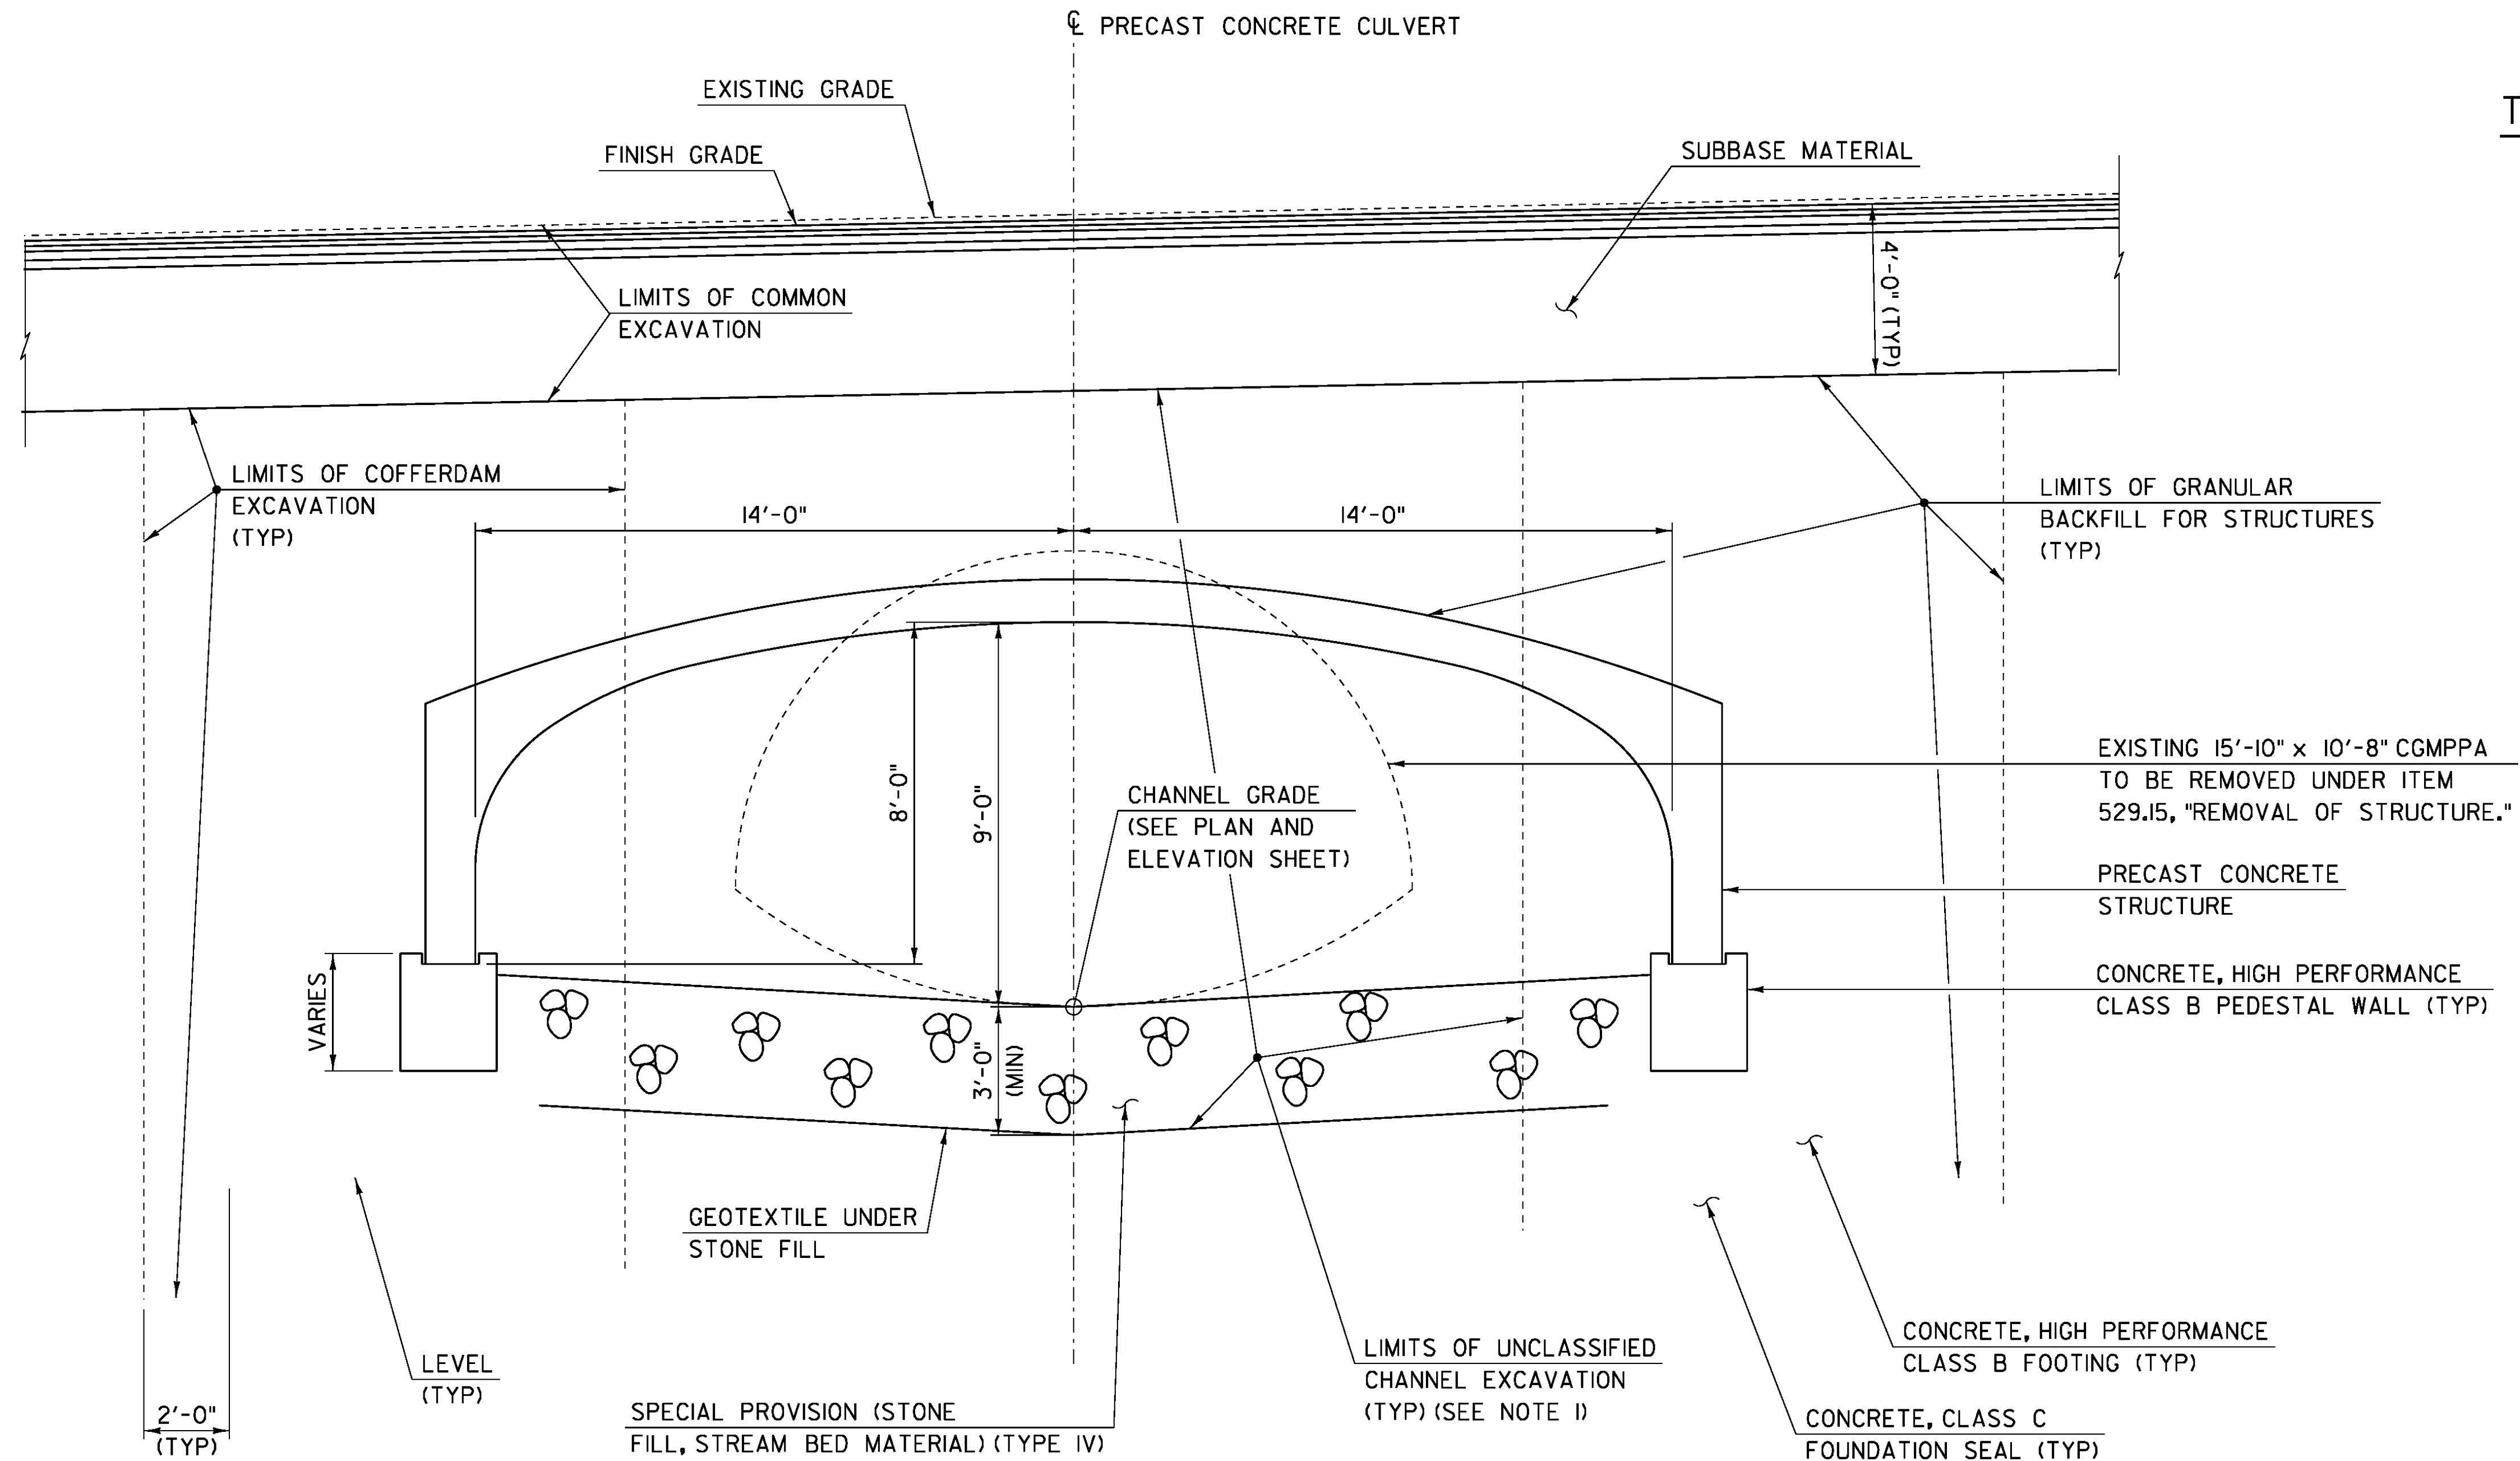 ℄ PRECAST CONCRETE CULVERT
EXISTING GRADE
T
FINISH GRADE
SUBBASE MATERIAL
4'-0" (TYP)
LIMITS OF COMMON
EXCAVATION
LIMITS OF COFFERDAM
EXCAVATION
(TYP)
14'-0"
14'-0"
LIMITS OF GRANULAR
BACKFILL FOR STRUCTURES
(TYP)
8'-0"
9'-0"
CHANNEL GRADE
(SEE PLAN AND
ELEVATION SHEET)
EXISTING 15'-10" x 10'-8" CGMPPA
TO BE REMOVED UNDER ITEM
529.15, "REMOVAL OF STRUCTURE."
PRECAST CONCRETE
STRUCTURE
VARIES
CONCRETE, HIGH PERFORMANCE
CLASS B PEDESTAL WALL (TYP)
3'-0"
(MIN)
GEOTEXTILE UNDER
STONE FILL
LEVEL
(TYP)
2'-0"
(TYP)
SPECIAL PROVISION (STONE
FILL, STREAM BED MATERIAL) (TYPE IV)
LIMITS OF UNCLASSIFIED
CHANNEL EXCAVATION
(TYP) (SEE NOTE 1)
CONCRETE, HIGH PERFORMANCE
CLASS B FOOTING (TYP)
CONCRETE, CLASS C
FOUNDATION SEAL (TYP)